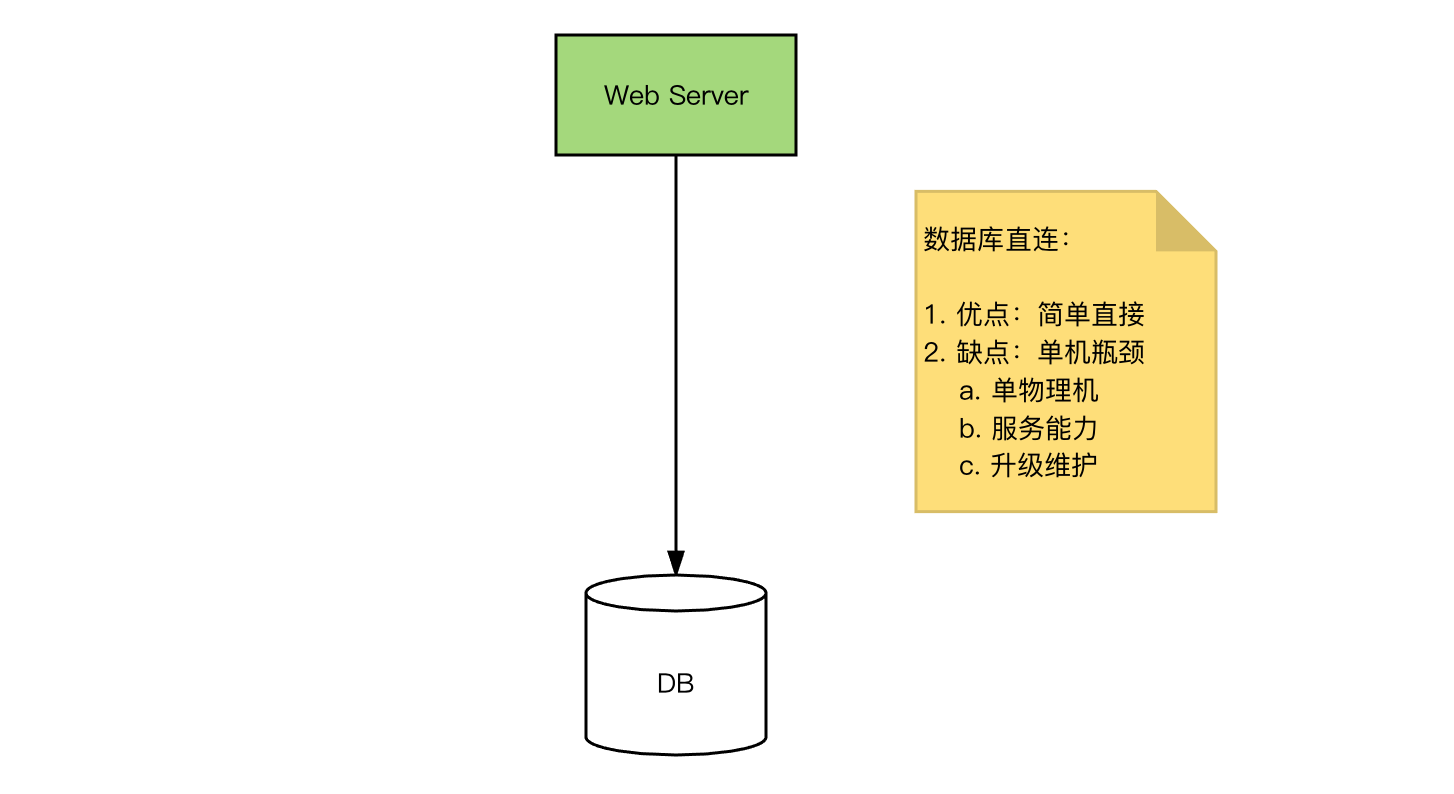 Web Server
数据库直连：
1. 优点：简单直接
2. 缺点：单机瓶颈
a. 单物理机
b. 服务能力
c. 升级维护
DB